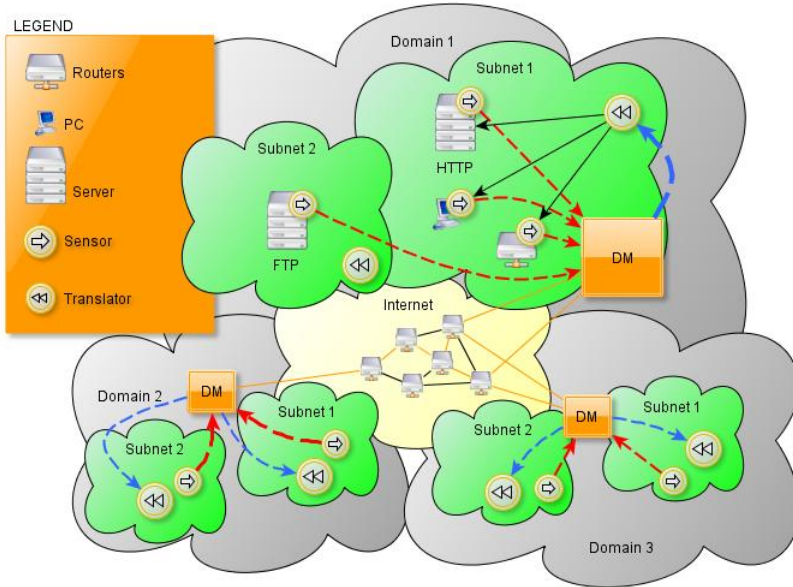 LEGEND
Routers
PC
Server
Sensor
Translator
Domain 1
Subnet 1
HTTP
Subnet 2
FTP
DM
Internet
Domain 2
DM
Subnet 1
Subnet 2
DM
Subnet 1
Subnet 2
Domain 3